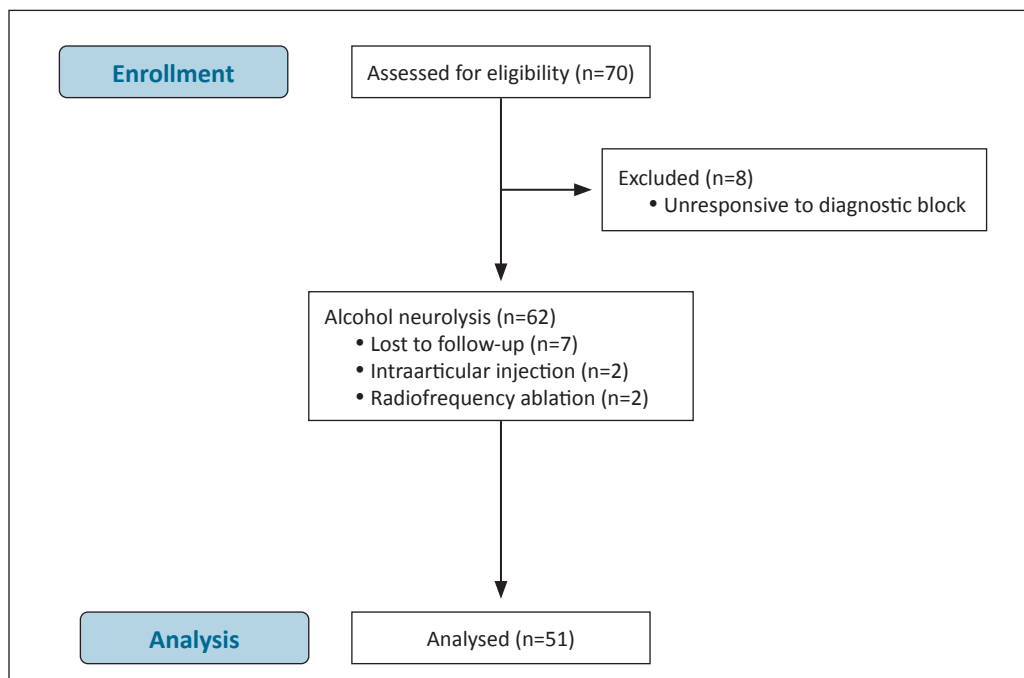 Enrollment
Assessed for eligibility (n=70)
Excluded (n=8)
• Unresponsive to diagnostic block
Alcohol neurolysis (n=62)
• Lost to follow-up (n=7)
• Intraarticular injection (n=2)
• Radiofrequency ablation (n=2)
Analysis
Analysed (n=51)